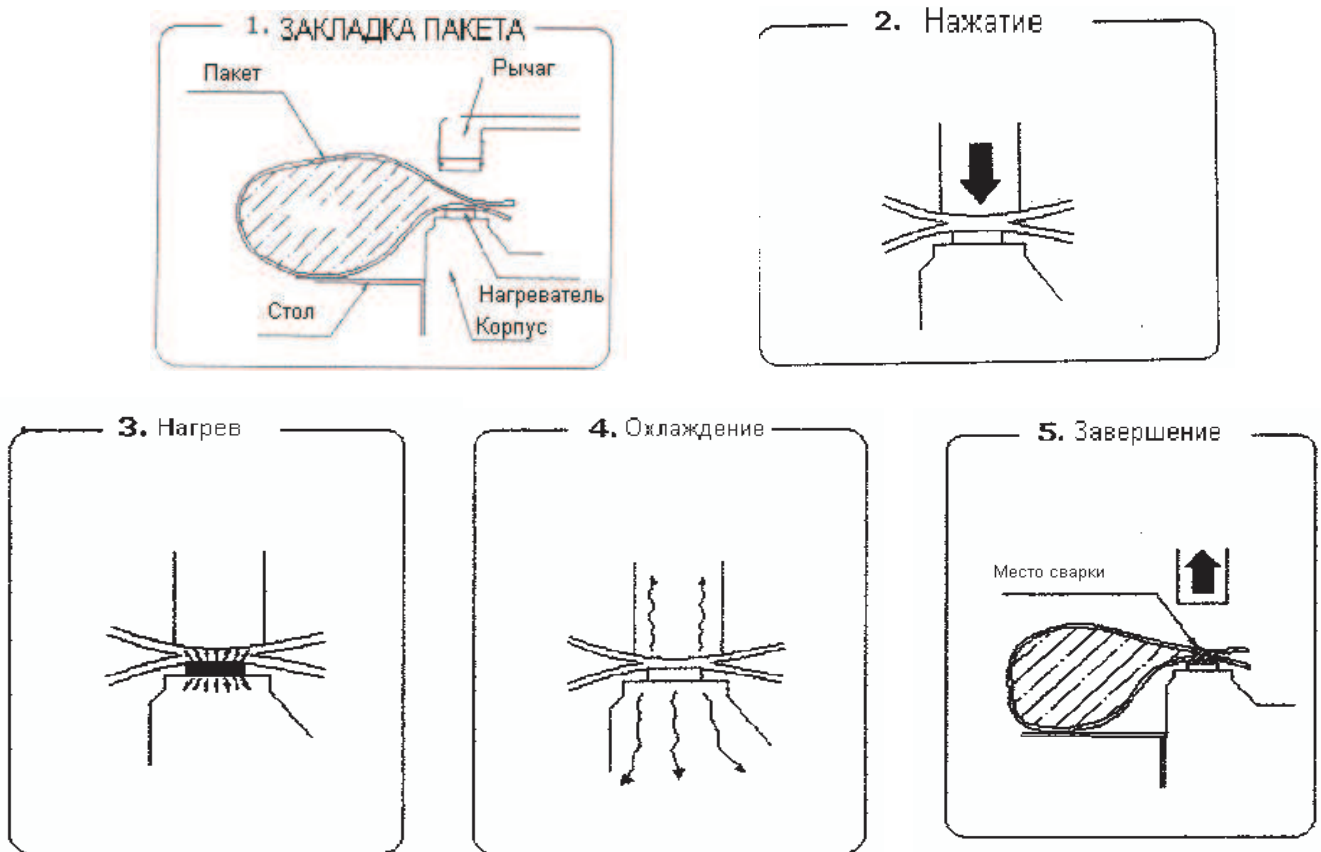 1. ЗАКЛАДКА ПАКЕТА
Пакет
Рычаг
Нагреватель
Стол
Корпус
2. Нажатие
3. Нагрев
4. Охлаждение
5. Завершение
Место сварки